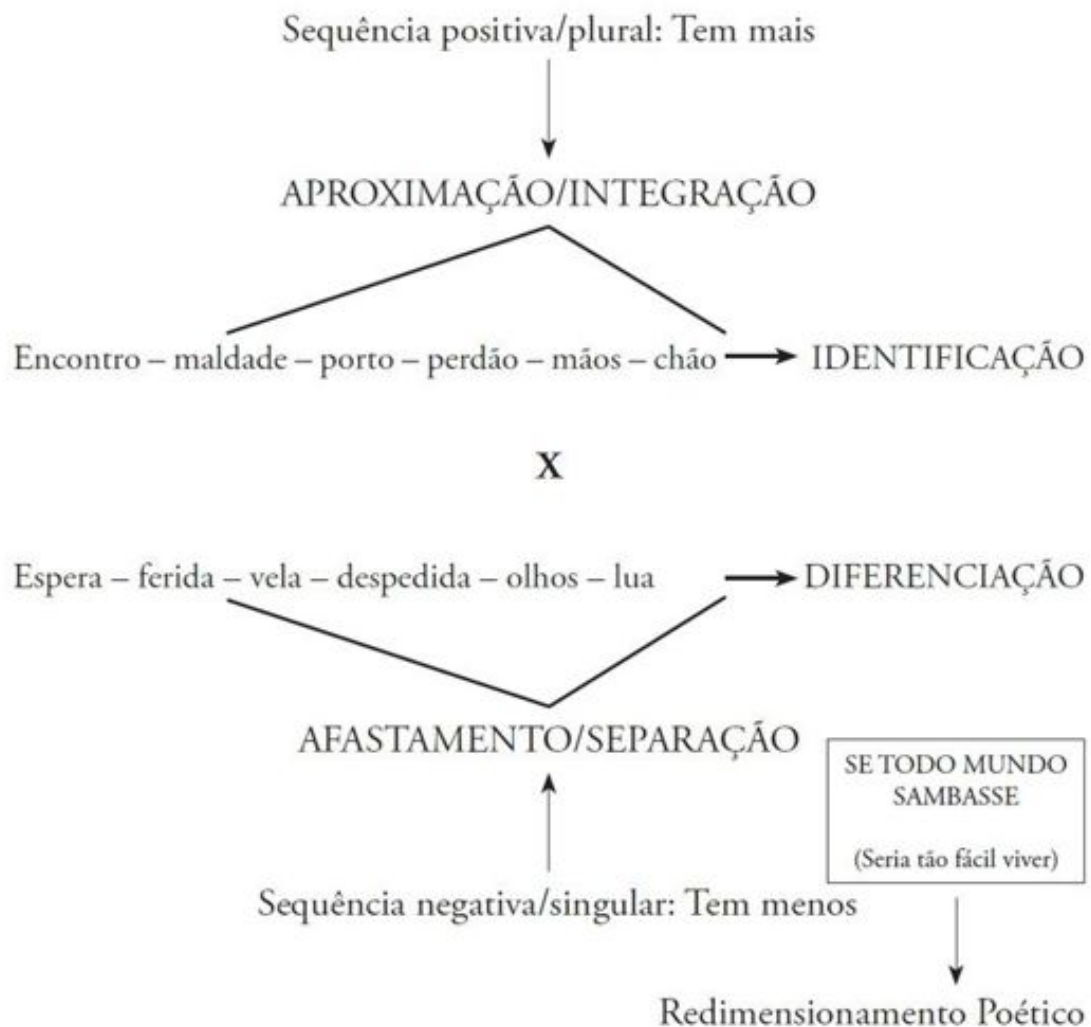 Sequência positiva/plural: Tem mais
APROXIMAÇÃO/INTEGRAÇÃO
Encontro – maldade – porto – perdão – mãos – chão
IDENTIFICAÇÃO
X
Espera – ferida – vela – despedida – olhos – lua
DIFERENCIAÇÃO
AFASTAMENTO/SEPARAÇÃO
SE TODO MUNDO
SAMBASSE
(Seria tão fácil viver)
Sequência negativa/singular: Tem menos
Redimensionamento Poético